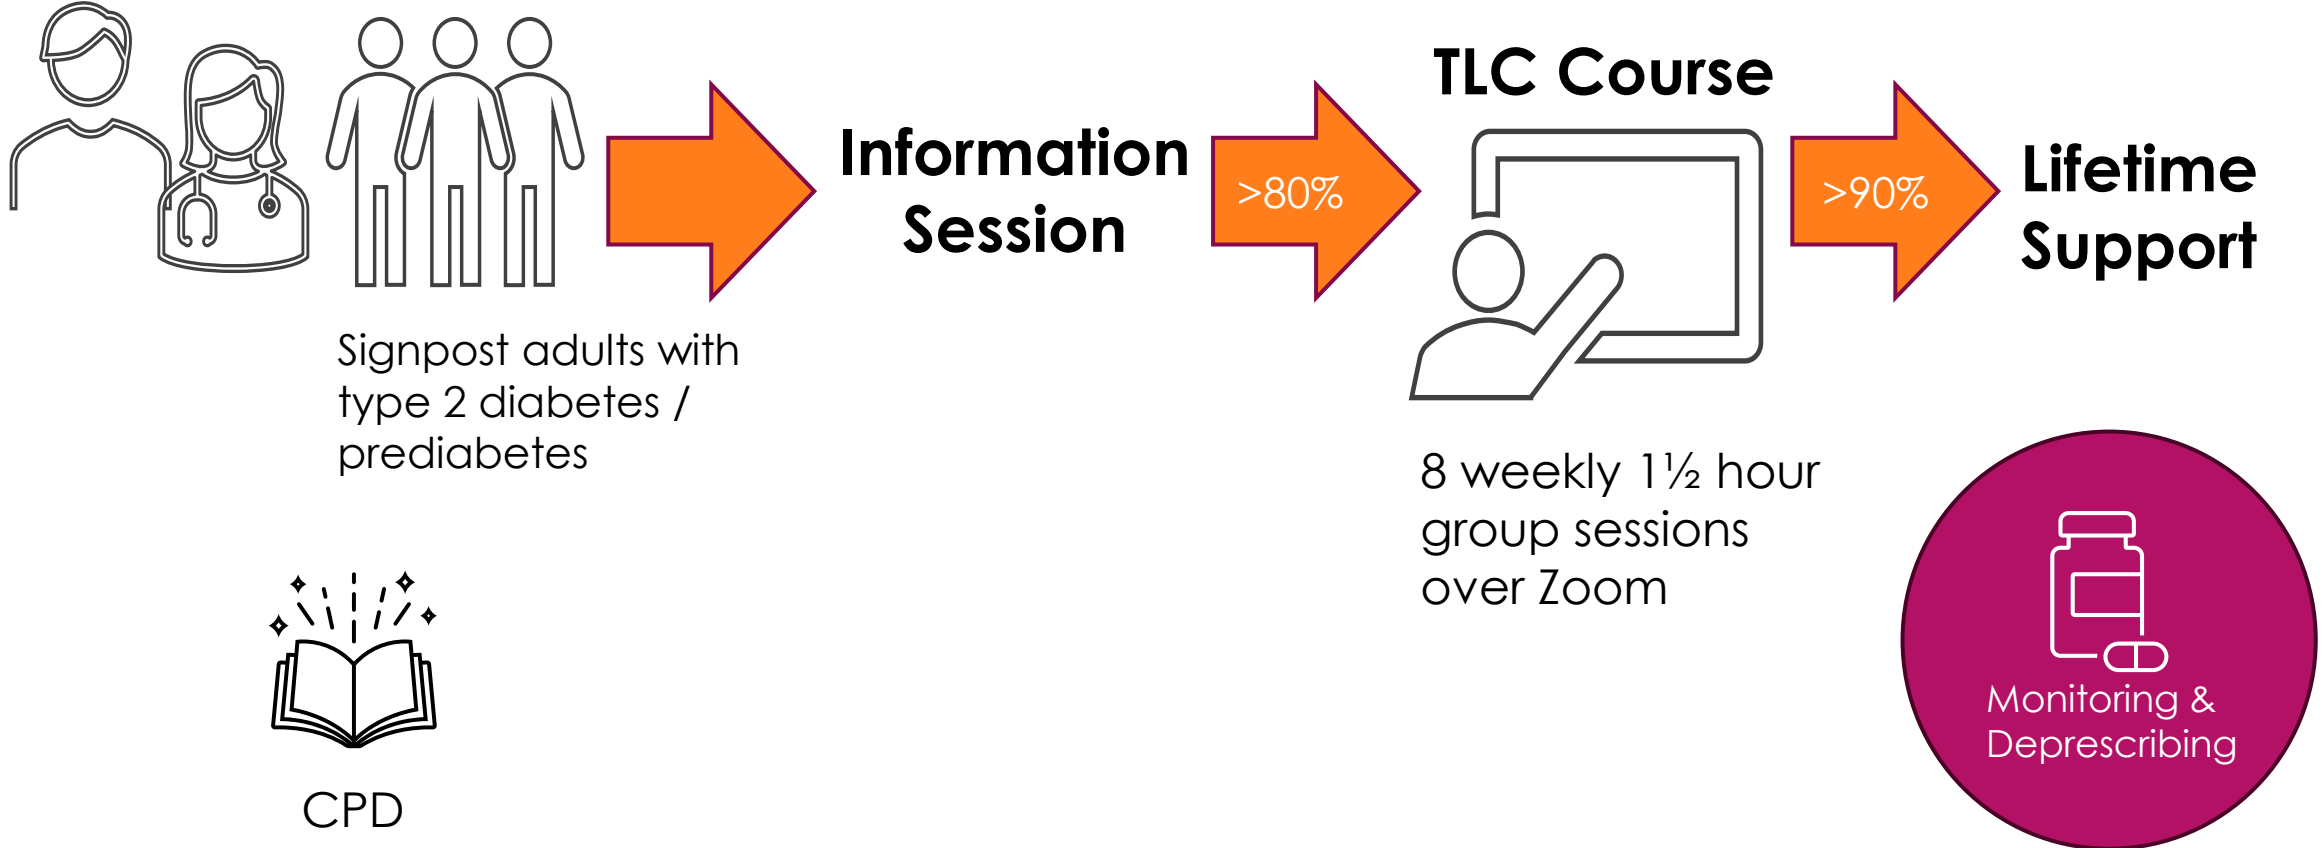 Signpost adults with
type 2 diabetes /
prediabetes
CPD
Information
Session
>80%
TLC Course
8 weekly 1½ hour
group sessions
over Zoom
>90%
Lifetime
Support
Monitoring &
Deprescribing